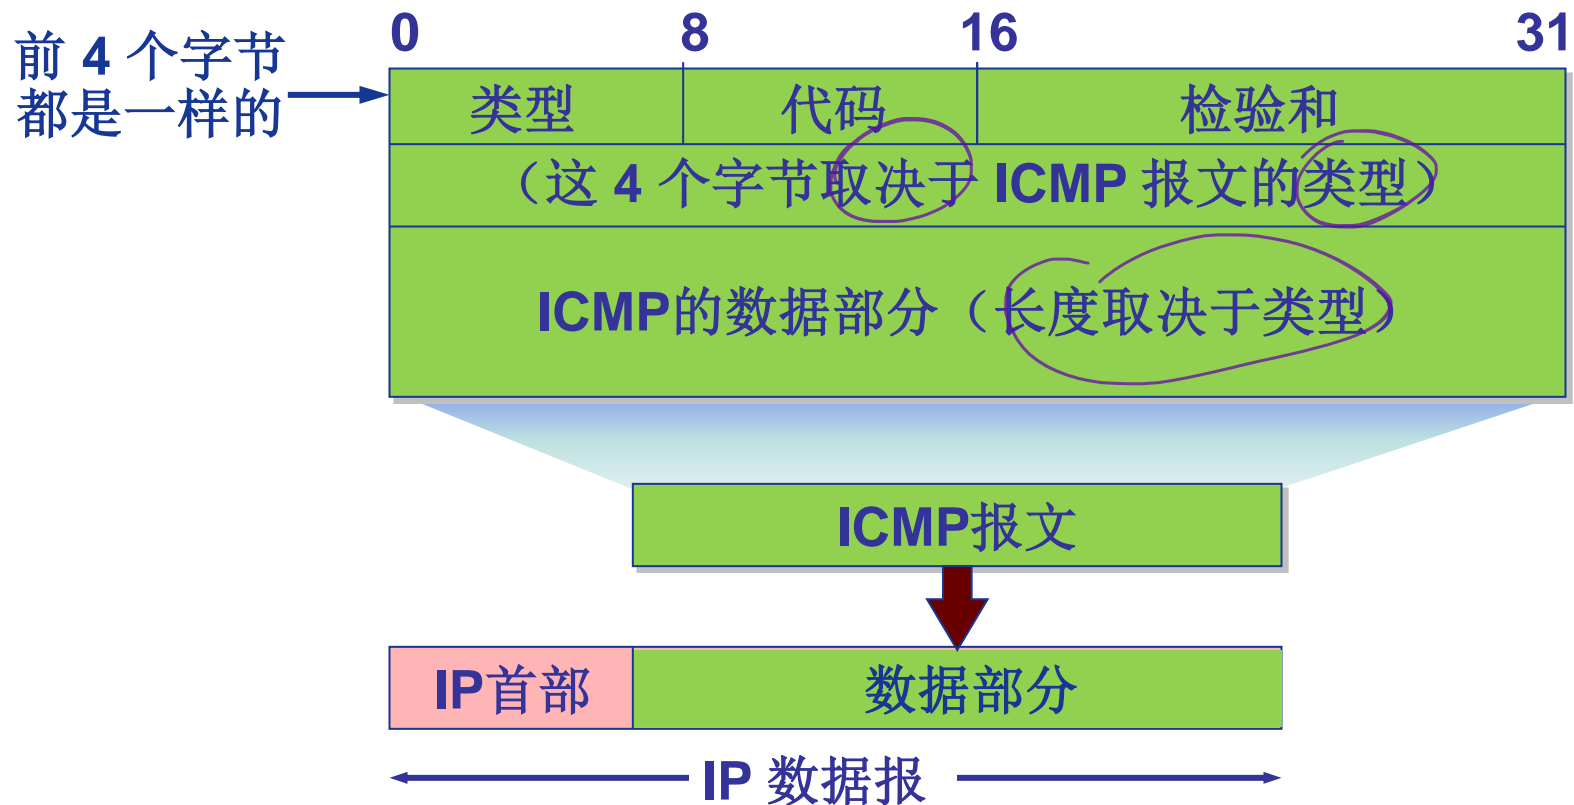 0 8 16 31
前 4 个字节
都是一样的
类型 代码 检验和
（这 4 个字节取决于 ICMP 报文的类型）
ICMP的数据部分（长度取决于类型）
ICMP报文
IP首部 数据部分
IP 数据报